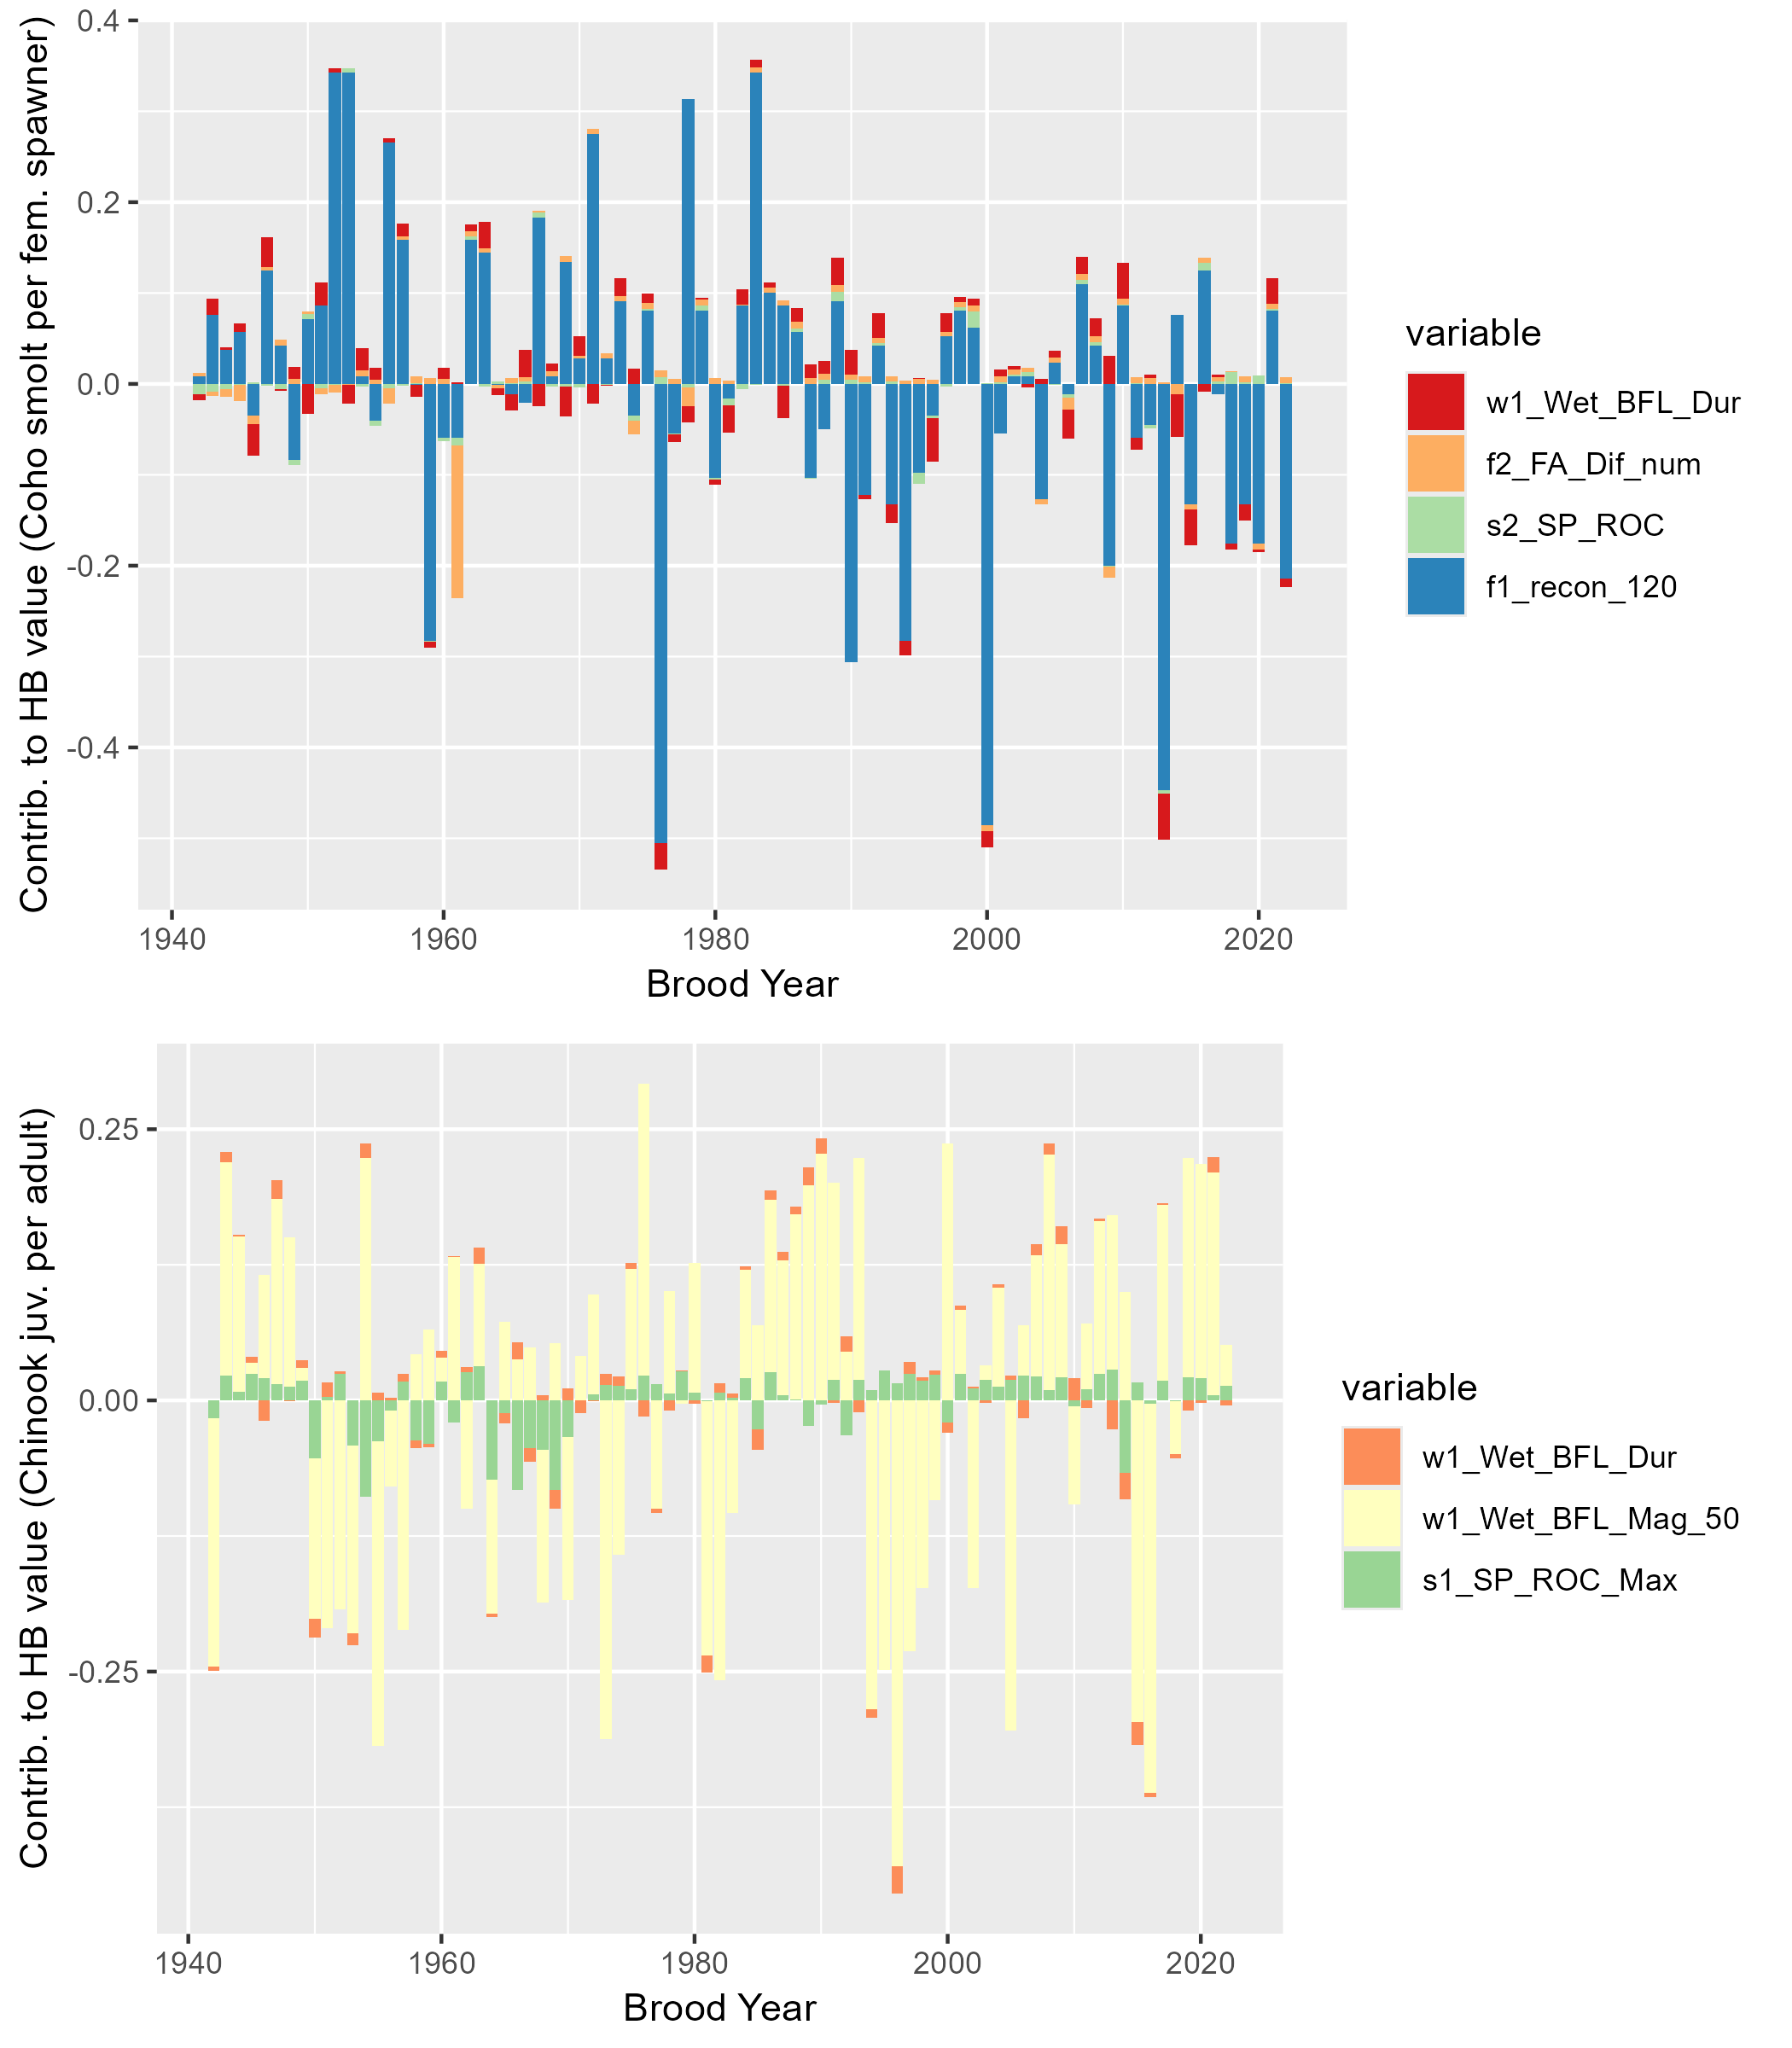 Contrib. to HB value (Coho smolt per fem. spawner)
0.4
0.2
0.0
-0.2
-0.4
1940
1960
1980
2000
2020
Brood Year
variable
w1_Wet_BFL_Dur
f2_FA_Dif_num
s2_SP_ROC
f1_recon_120
Contrib. to HB value (Chinook juv. per adult)
0.25
0.00
-0.25
1940
1960
1980
2000
2020
Brood Year
variable
w1_Wet_BFL_Dur
w1_Wet_BFL_Mag_50
s1_SP_ROC_Max